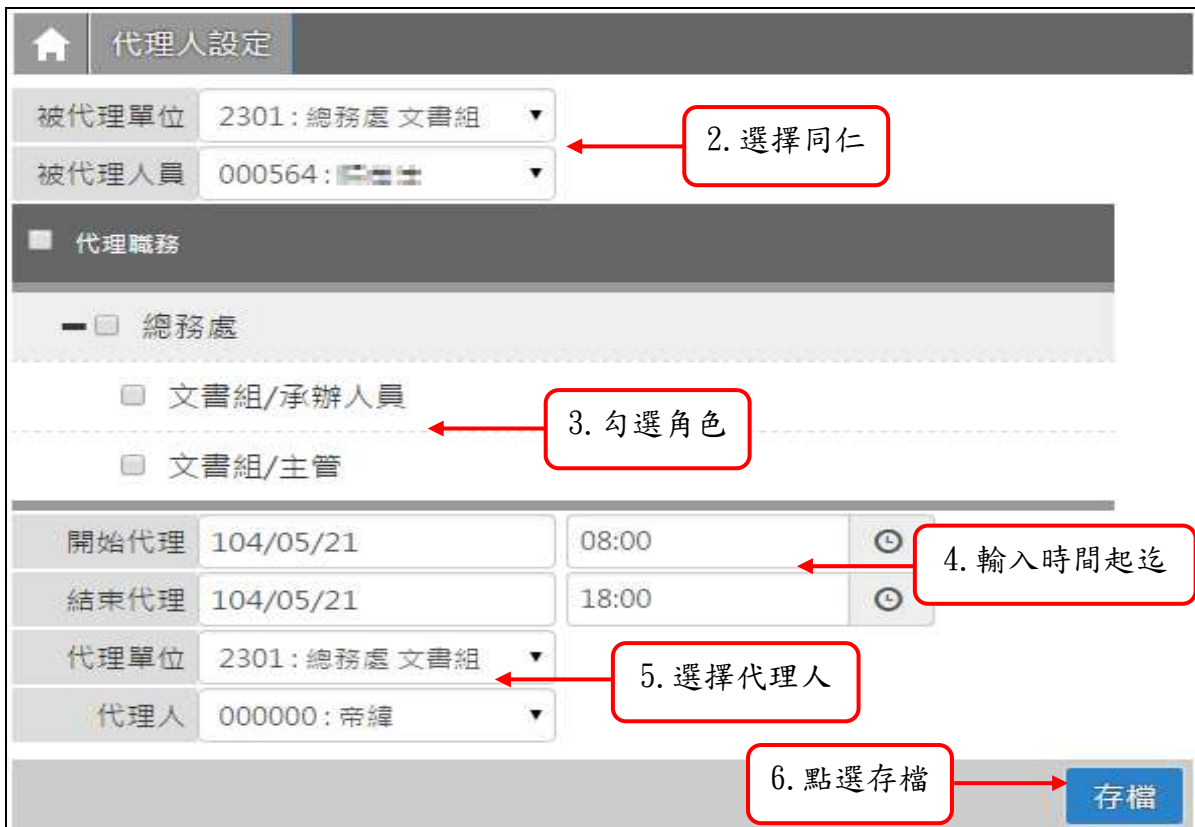 代理人設定
被代理單位 2301:總務處 文書組
2.選擇同仁
被代理人員 000564:
代理職務
總務處
文書組/承辦人員
3.勾選角色
文書組/主管
開始代理 104/05/21 08:00
4.輸入時間起迄
結束代理 104/05/21 18:00
代理單位 2301:總務處 文書組
5.選擇代理人
代理人 000000:帝緯
6.點選存檔
存檔